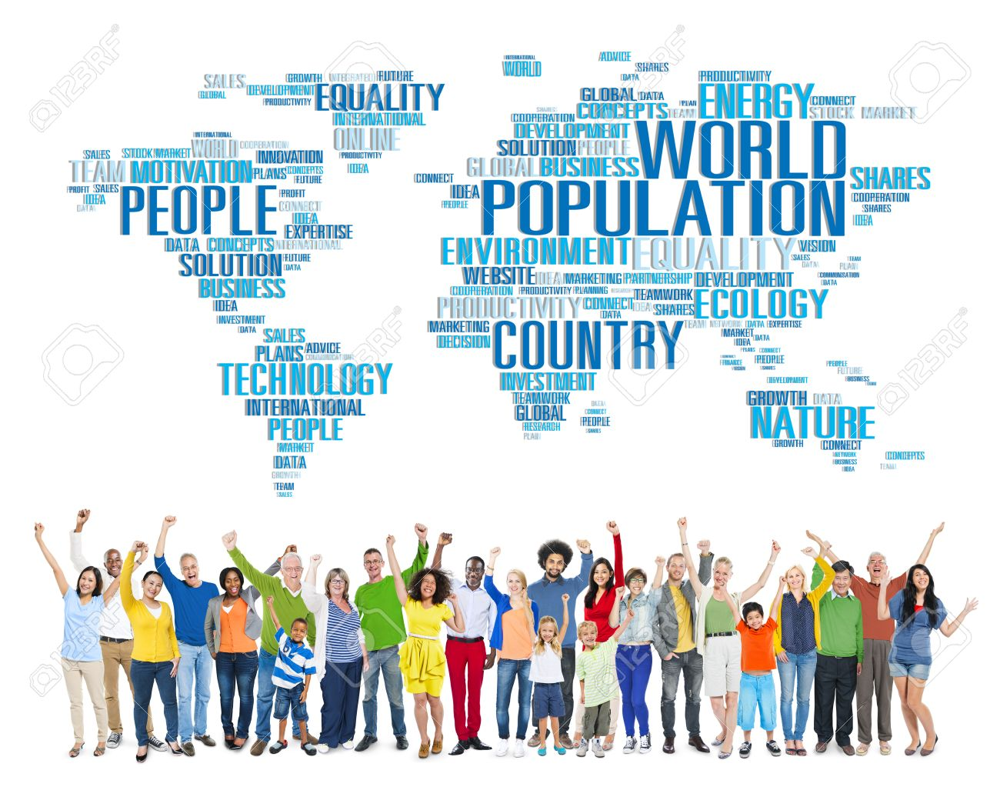 INTERNATIONAL
WORLD
ADVICE
SHARES
DATA
SALES
GLOBAL
GROWTH INTEGRATED FUTURE
DEVELOPMENT
PRODUCTIVITY
EQUALITY
INTERNATIONAL
ONLINE
PRODUCTIVITY
IDEA
PRODUCTIVITY
GLOBAL DATA
PLAN
ENERGY
CONNECT
STOCK MARKET
SHARES
CONCEPTS TEAM
COOPERATION
DEVELOPMENT
SOLUTION PEOPLE
WORLD
GLOBAL BUSINESS
POPULATION
SHARES
COOPERATION
SHARES
IDEA
CONNECT
IDEA
PEOPLE
INTERNATIONAL
SALES STOCK MARKET WORLD COOPERATION
INNOVATION
TEAM MOTIVATION PLANS CONCEPTS
FUTURE
PROFIT SALES
IDEA
DATA
PEOPLE
PROFIT
CONNECT
IDEA
EXPERTISE
DATA CONCEPTS INTERNATIONAL
SOLUTION FUTURE
DATA
BUSINESS
IDEA
INVESTMENT
DATA
SALES
PLANS ADVICE
COMMUNICATION
TECHNOLOGY
INTERNATIONAL
PEOPLE
MARKET
DATA
GROWTH
TEAM
SALES
ENVIRONMENT EQUALITY VISION
SALES TEAM
DATA PLAN
WEBSITE IDEA MARKETING PARTNERSHIP DEVELOPMENT
COMMUNISATION
DATA
COOPERATION PRODUCTIVITY PLANNING RESEARCH TEAMWORK
ECOLOGY
PRODUCTIVITY CONNECT SHARES
DATA
MARKETING
DECISION
COUNTRY
TEAM NETWORK DATA EXPERTISE
MARKET
IDEA DATA
PLANS
CONNECT PEOPLE
FINANCE SHARES
VISION
PEOPLE
FUTURE
BUSINESS
TEAM
DEVELOPMENT
INVESTMENT
TEAMWORK
GLOBAL
RESEARCH
PLAN
DATA
CONNECT
PEOPLE
SHARES
GROWTH DATA
NATURE
GROWTH CONNECT
NETWORK
BUSINESS
IDEA
CONCEPTS
TEAM
123RF